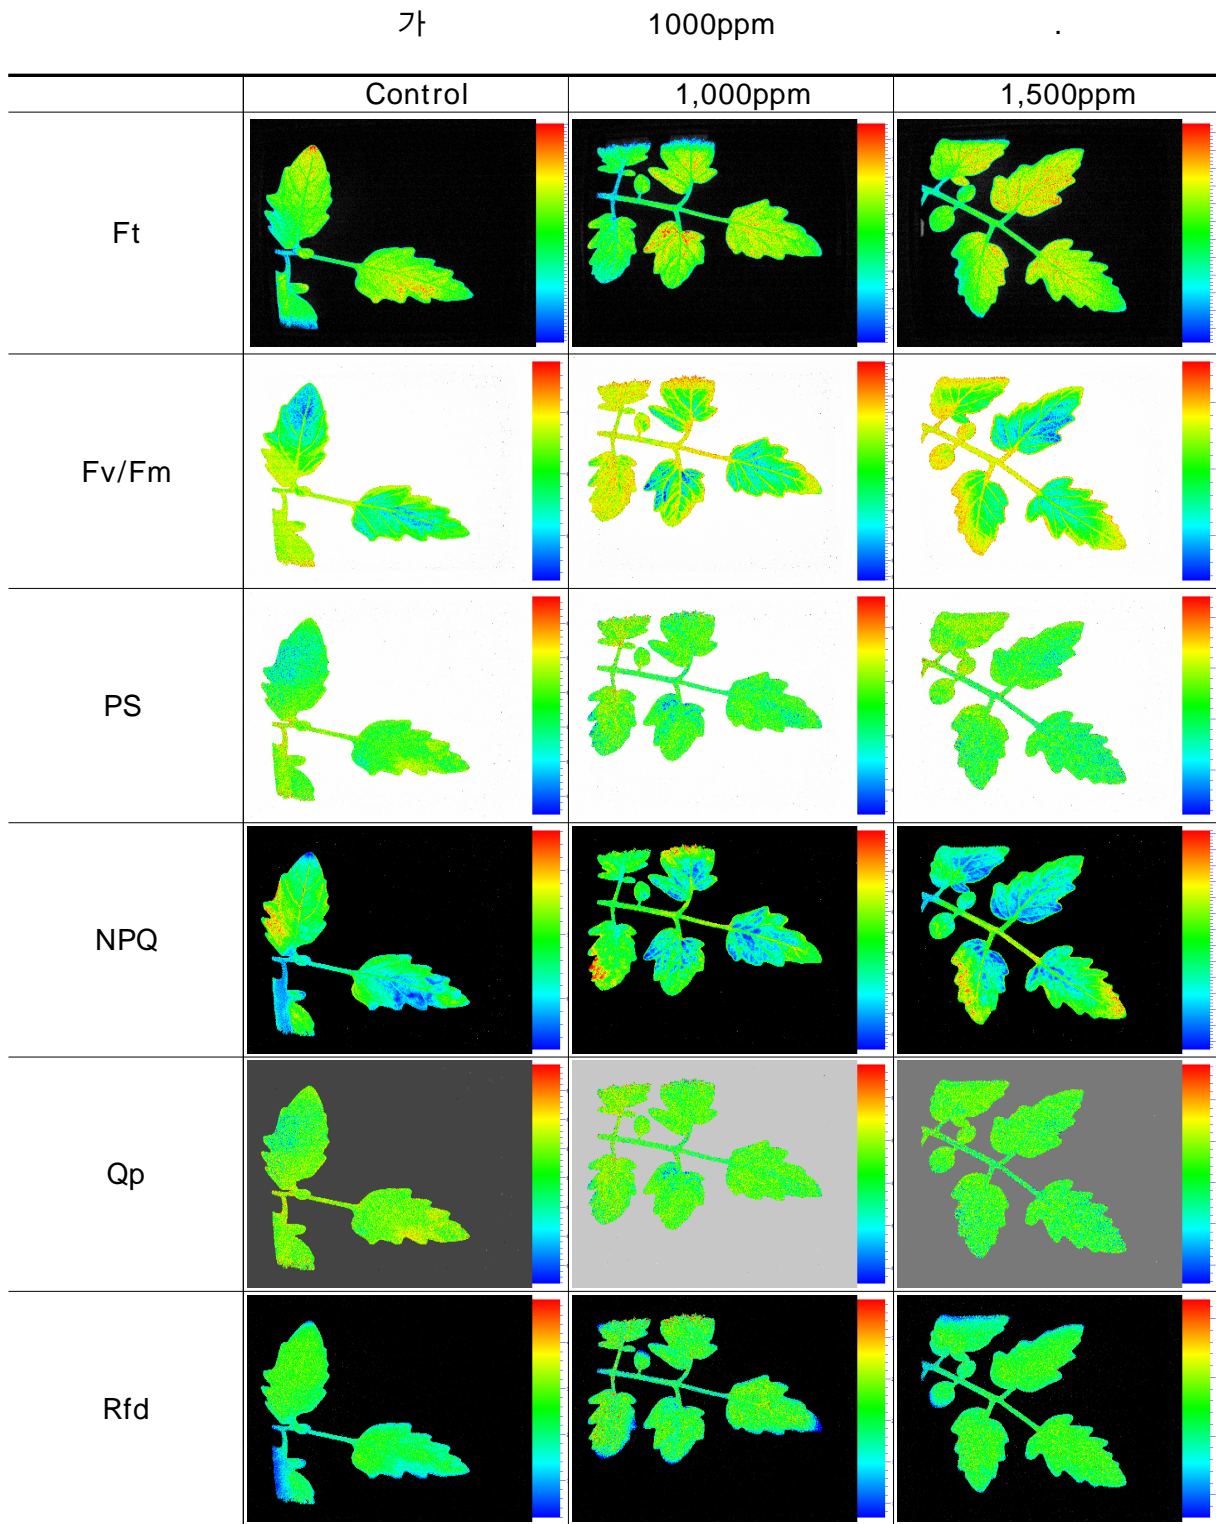 가 1000ppm .
Control 1,000ppm 1,500ppm
Ft
Fv/Fm
PS
NPQ
Qp
Rfd